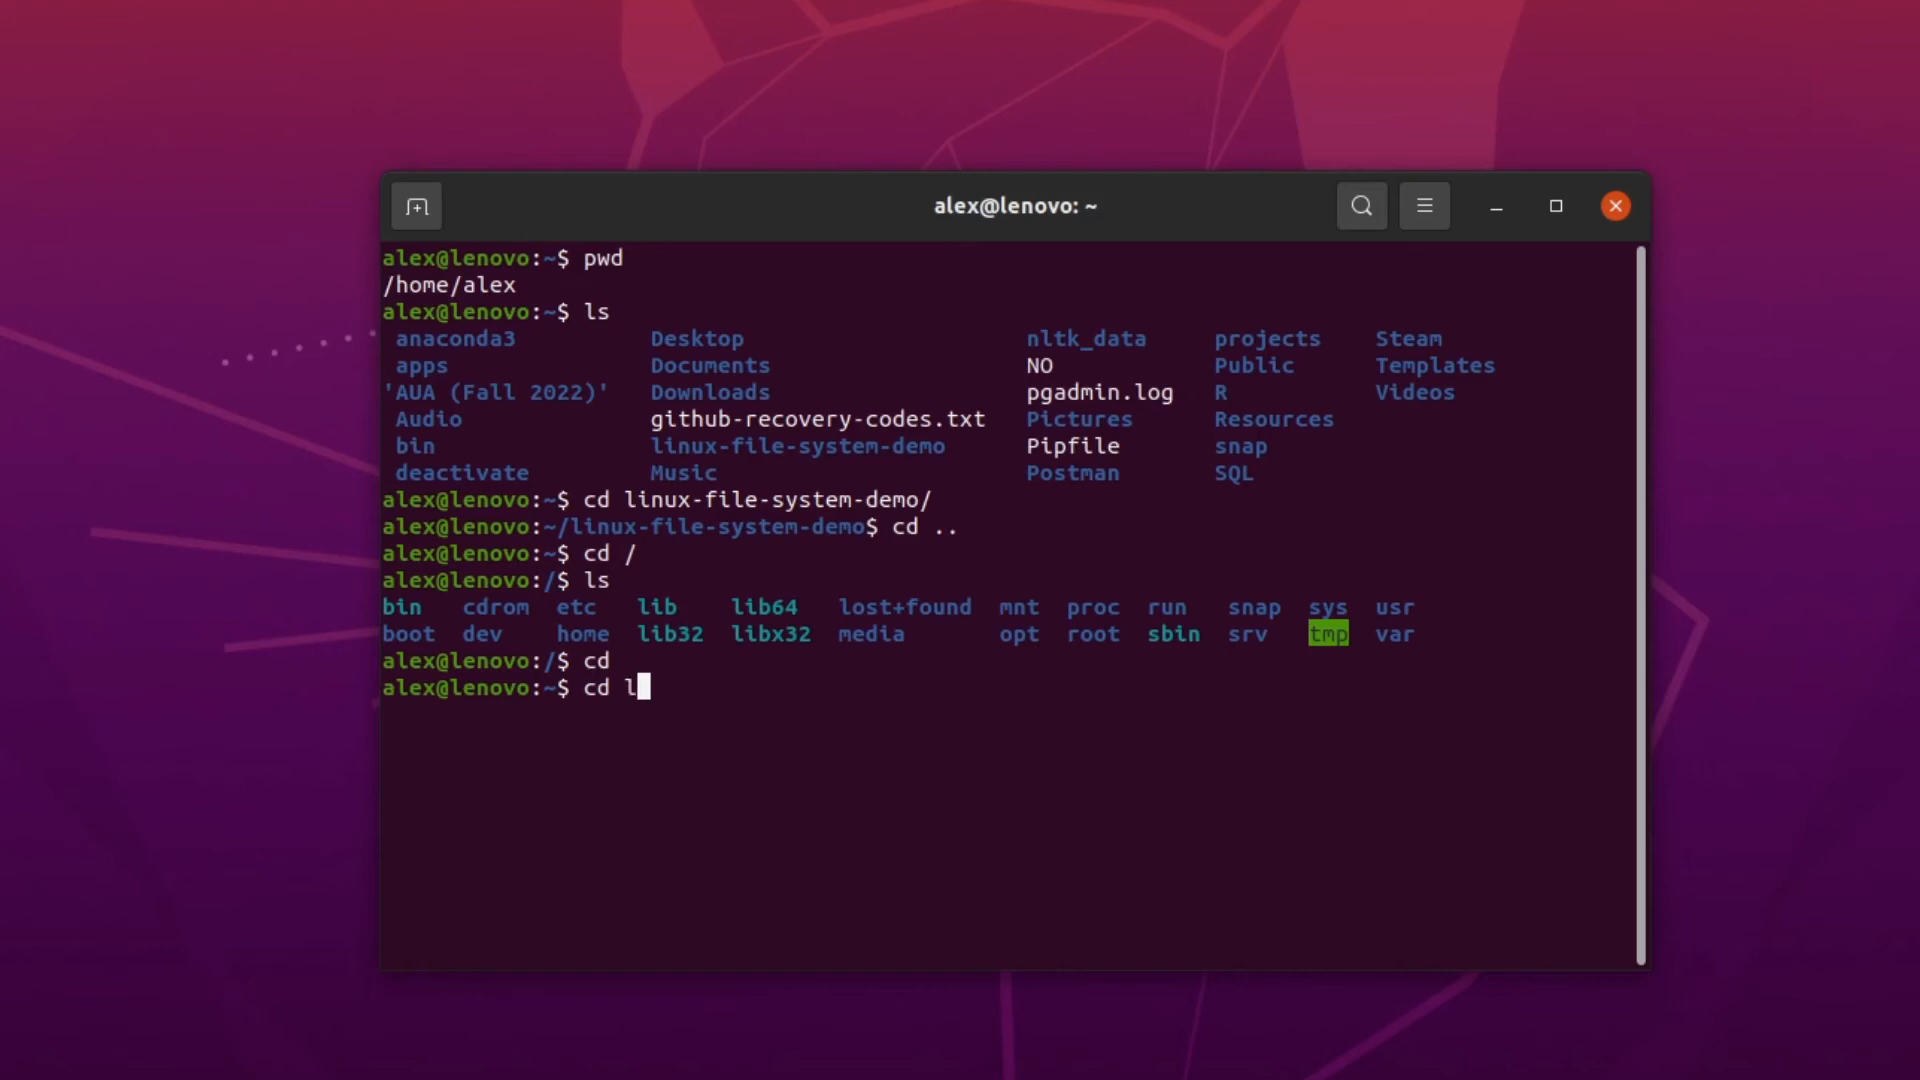 alex@lenovo: ~
alex@lenovo:~$ pwd
/home/alex
alex@lenovo:~$ ls
anaconda3 Desktop nltk_data projects Steam
apps Documents NO Public Templates
'AUA (Fall 2022)' Downloads pgadmin.log R Videos
Audio github-recovery-codes.txt Pictures Resources
bin linux-file-system-demo Pipfile snap
deactivate Music Postman SQL
alex@lenovo:~$ cd linux-file-system-demo/
alex@lenovo:~/linux-file-system-demo$ cd ..
alex@lenovo:~$ cd /
alex@lenovo:/$ ls
bin cdrom etc lib lib64 lost+found mnt proc run snap sys usr
boot dev home lib32 libx32 media opt root sbin srv tmp var
alex@lenovo:/$ cd
alex@lenovo:~$ cd l